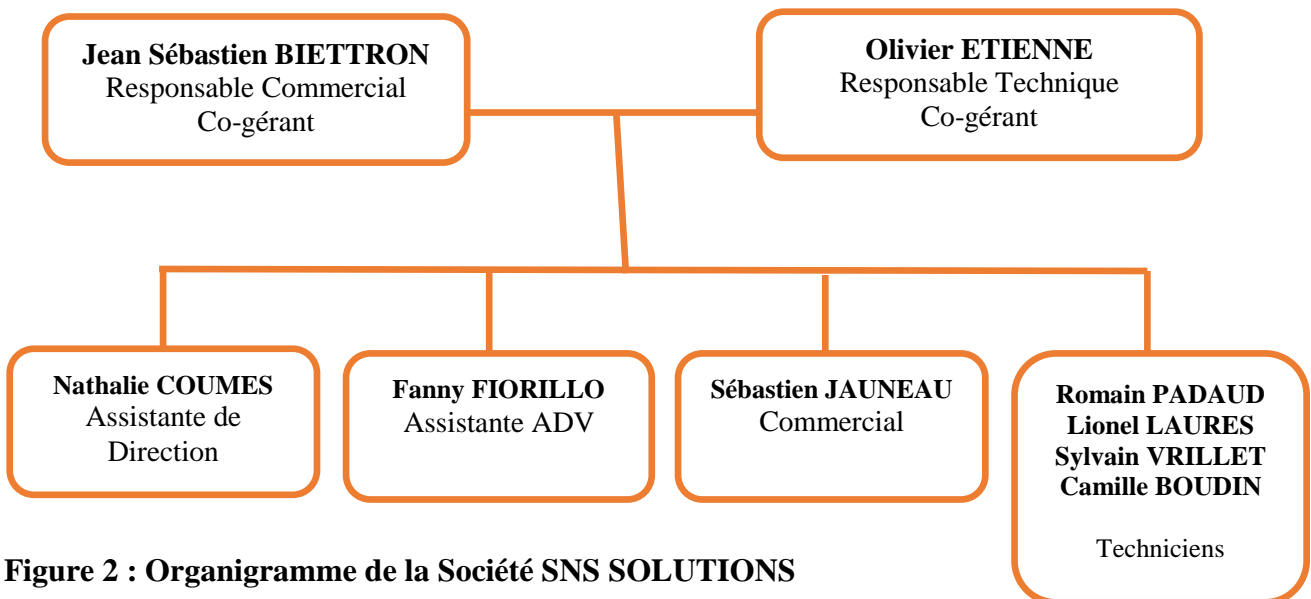 Jean Sébastien BIETTRON
Responsable Commercial
Co-gérant
Olivier ETIENNE
Responsable Technique
Co-gérant
Nathalie COUMES
Assistante de
Direction
Fanny FIORILLO
Assistante ADV
Sébastien JAUNEAU
Commercial
Romain PADAUD
Lionel LAURES
Sylvain VRILLET
Camille BOUDIN
Techniciens
Figure 2 : Organigramme de la Société SNS SOLUTIONS